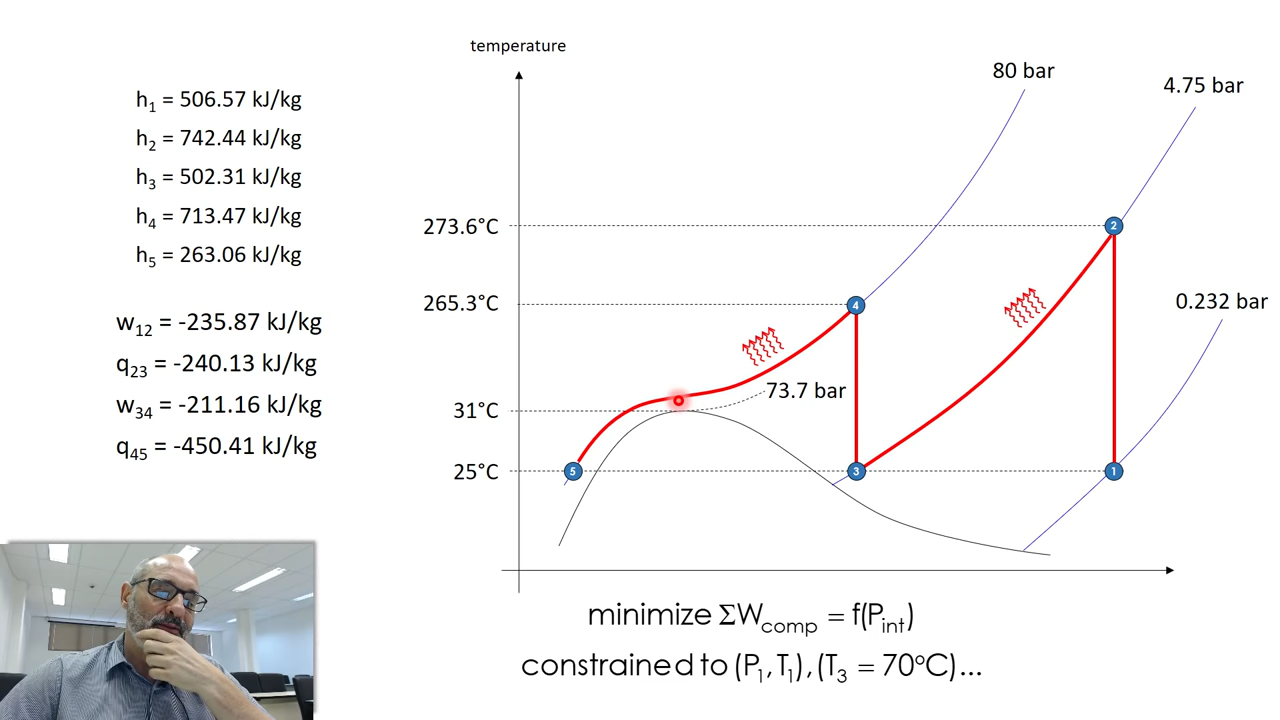 temperature
80 bar
4.75 bar
h₁ = 506.57 kJ/kg
h₂ = 742.44 kJ/kg
h₃ = 502.31 kJ/kg
h₄ = 713.47 kJ/kg
h₅ = 263.06 kJ/kg
w₁₂ = -235.87 kJ/kg
q₂₃ = -240.13 kJ/kg
w₃₄ = -211.16 kJ/kg
q₄₅ = -450.41 kJ/kg
273.6°C
2
265.3°C
4
0.232 bar
73.7 bar
31°C
25°C
5
3
1
minimize ΣW_comp = f(P_int)
constrained to (P₁,T₁),(T₃ = 70°C)...